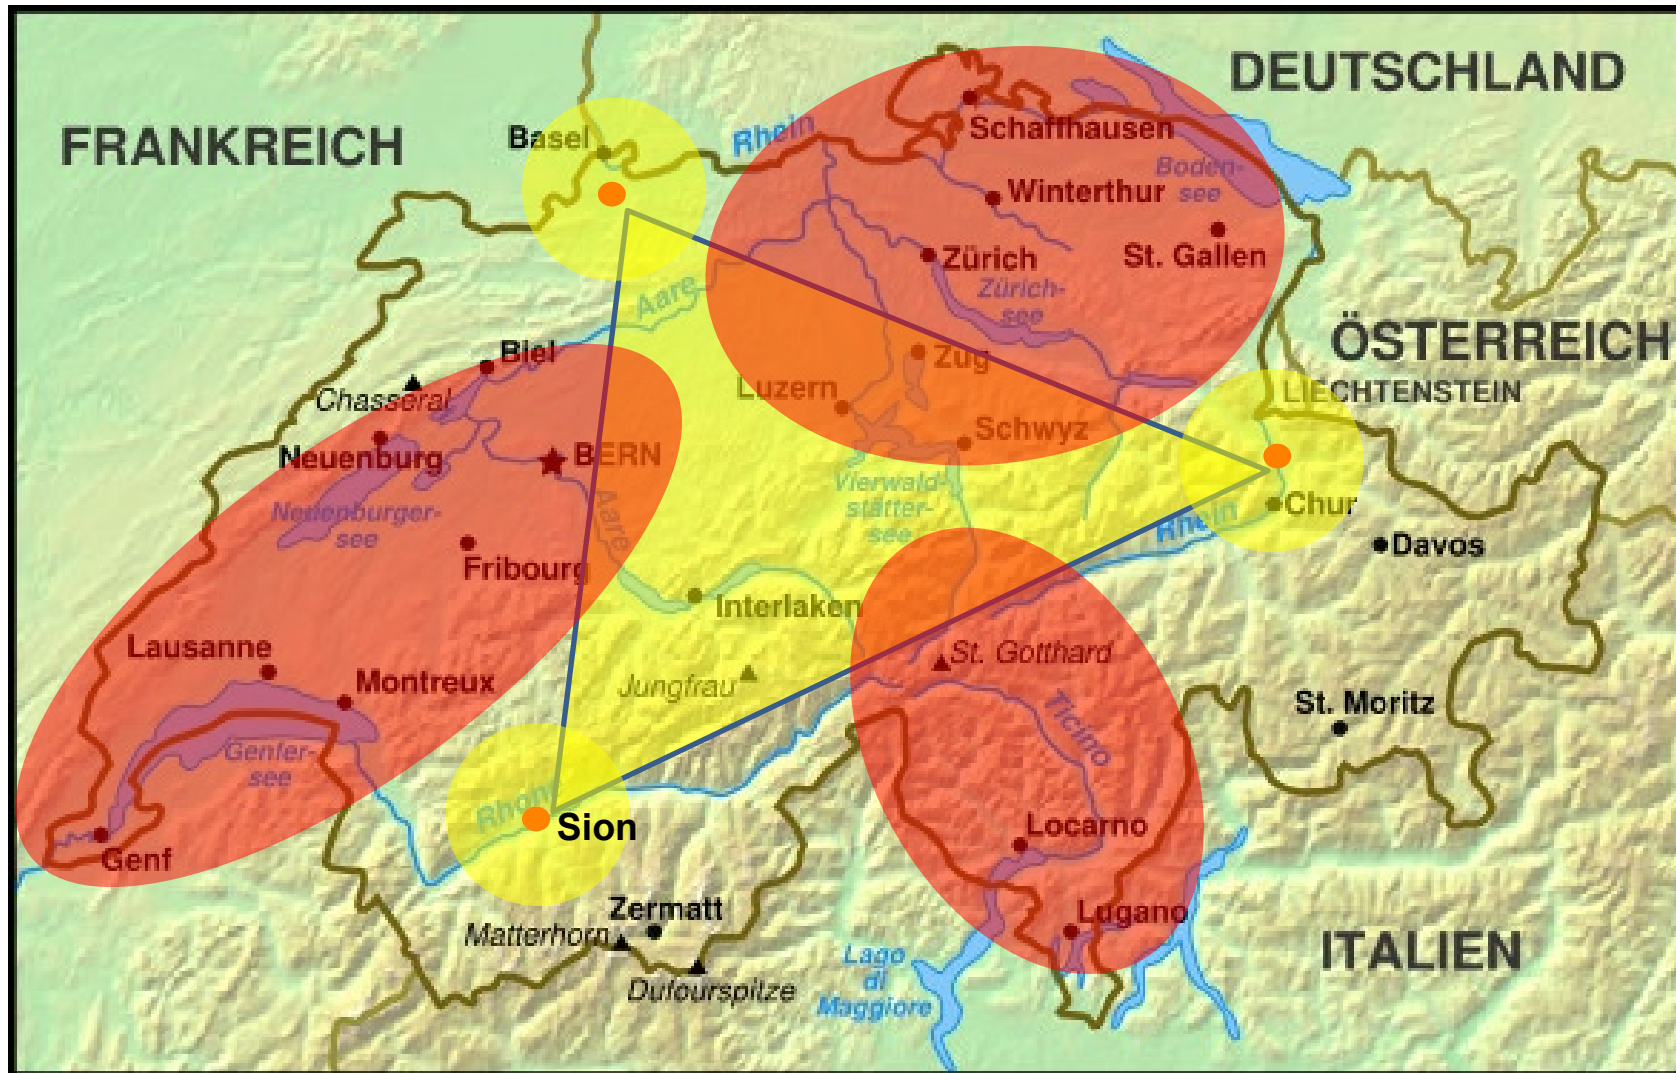 DEUTSCHLAND
FRANKREICH
Basel
Rhein
Schaffhausen
Boden-
see
Winterthur
St. Gallen
Zürich
Zürich-
see
Aare
ÖSTERREICH
LIECHTENSTEIN
Biel
Chasseral
Zug
Luzern
Schwyz
Neuenburg
BERN
Vierwald-
stätter-
see
Neuenburger-
see
Aare
Rhein
Chur
Davos
Fribourg
Interlaken
St. Gotthard
Lausanne
Montreux
Jungfrau
Ticino
St. Moritz
Genfer-
see
Rhone
Sion
Locarno
Genf
Zermatt
Matterhorn
Lugano
Lago
di
Maggiore
ITALIEN
Dufourspitze